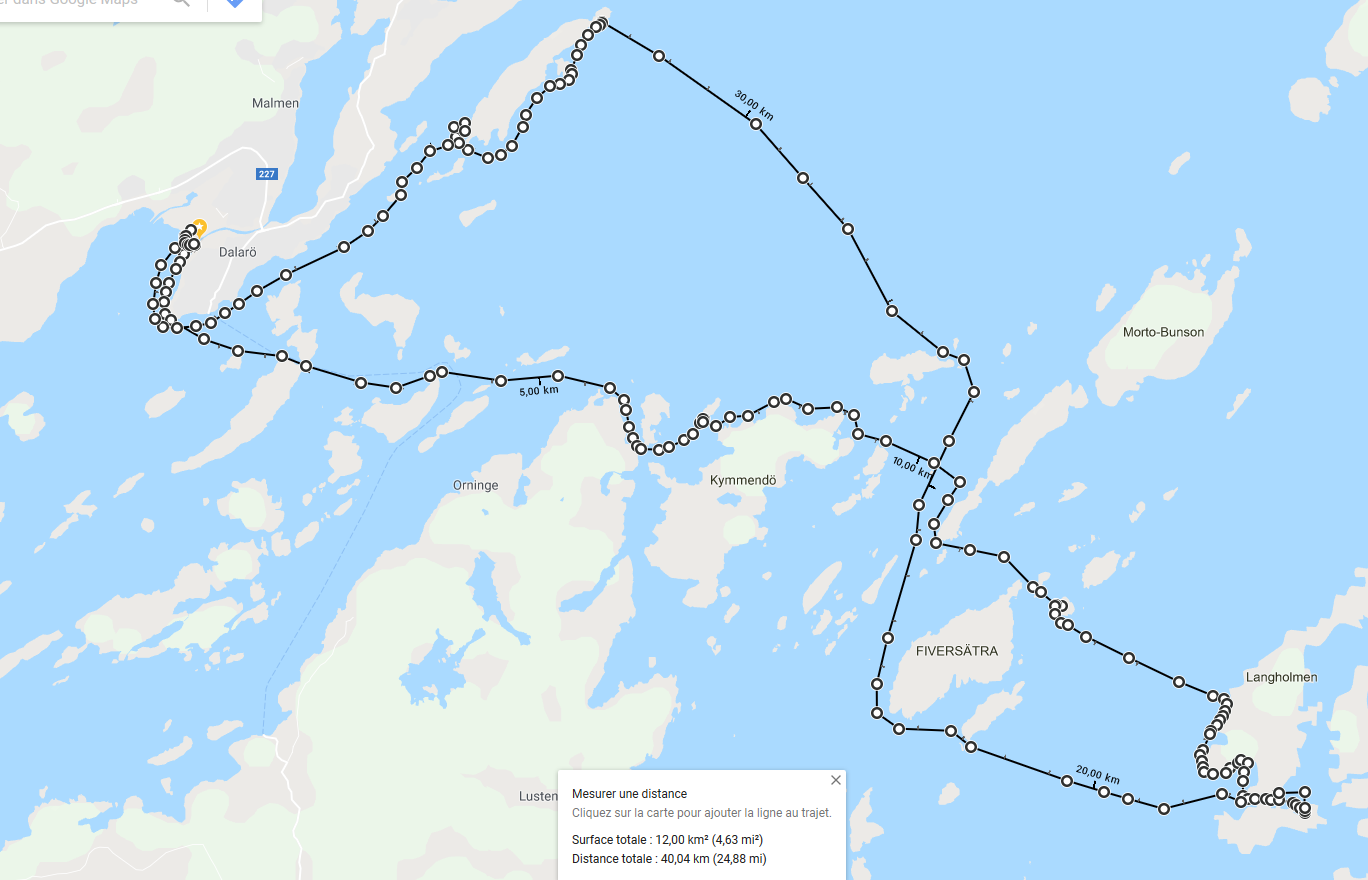 er dans Google Maps
30,00 km
Malmen
227
Dalarö
Morto-Bunson
5,00 km
10,00 km
Kymmendö
Orninge
FIVERSÄTRA
Langholmen
20,00 km
Lusten
Mesurer une distance
Cliquez sur la carte pour ajouter la ligne au trajet.
Surface totale : 12,00 km² (4,63 mi²)
Distance totale : 40,04 km (24,88 mi)